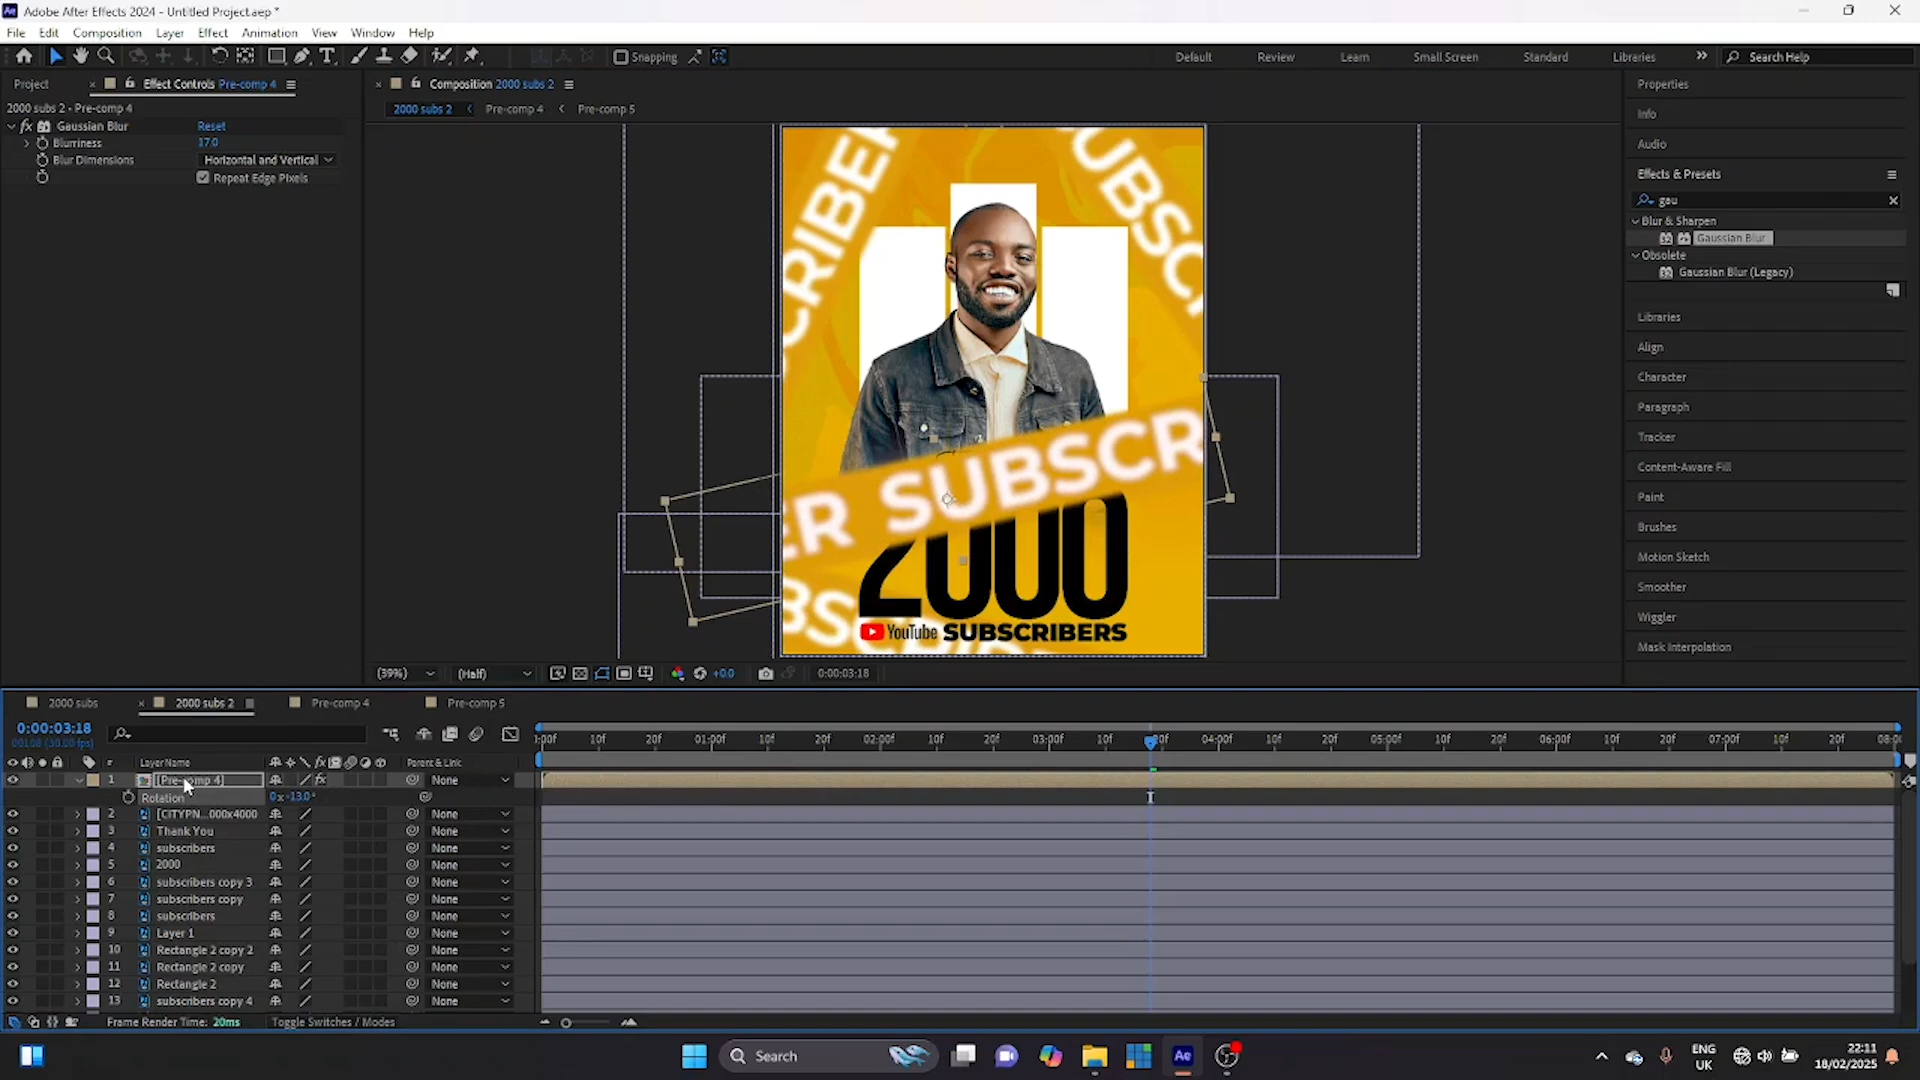 Adobe After Effects 2024 - Untitled Project.aep *
File Edit Composition Layer Effect Animation View Window Help
Snapping
Default Review Learn Small Screen Standard Libraries
Search Help
Project
Effect Controls Pre-comp 4
2000 subs 2 • Pre-comp 4
fx Gaussian Blur Reset
Blurriness 17.0
Blur Dimensions Horizontal and Vertical
Repeat Edge Pixels
Composition 2000 subs 2
2000 subs 2 Pre-comp 4 Pre-comp 5
ER SUBSCR
2000
YouTube SUBSCRIBERS
(39%) (Half) +0.0 0:00:03:18
Properties
Info
Audio
Effects & Presets
gau
Blur & Sharpen
Gaussian Blur
Obsolete
Gaussian Blur (Legacy)
Libraries
Align
Character
Paragraph
Tracker
Content-Aware Fill
Paint
Brushes
Motion Sketch
Smoother
Wiggler
Mask Interpolation
2000 subs 2000 subs 2 Pre-comp 4 Pre-comp 5
0:00:03:18
00108 (30.00 fps)
:00f 10f 20f 01:00f 10f 20f 02:00f 10f 20f 03:00f 10f 20f 04:00f 10f 20f 05:00f 10f 20f 06:00f 10f 20f 07:00f 10f 20f 08:0
# Layer Name Parent & Link
1 [Pre-comp 4] None
Rotation 0x-13.0°
2 [CITYPN...000x4000 None
3 Thank You None
4 subscribers None
5 2000 None
6 subscribers copy 3 None
7 subscribers copy None
8 subscribers None
9 Layer 1 None
10 Rectangle 2 copy 2 None
11 Rectangle 2 copy None
12 Rectangle 2 None
13 subscribers copy 4 None
Frame Render Time: 20ms Toggle Switches / Modes
Search
ENG
UK
22:11
18/02/2025